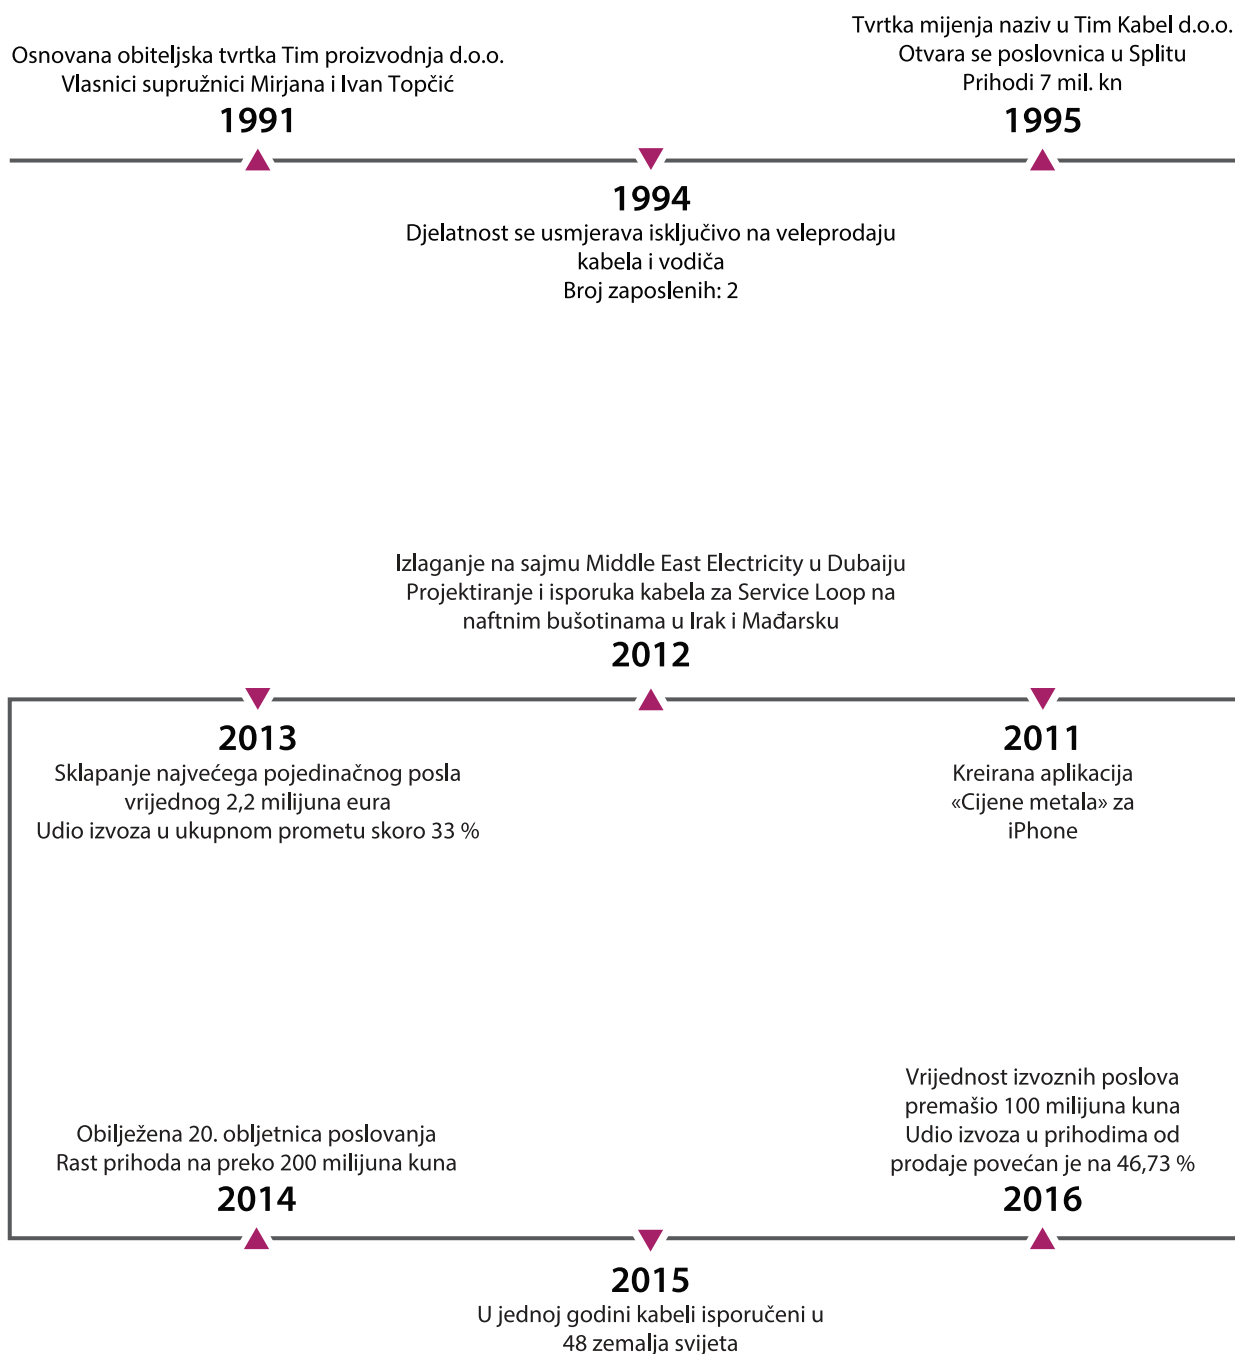 Osnovana obiteljska tvrtka Tim proizvodnja d.o.o.
Vlasnici supružnici Mirjana i Ivan Topčić
1991
1994
Djelatnost se usmjerava isključivo na veleprodaju
kabela i vodiča
Broj zaposlenih: 2
Tvrtka mijenja naziv u Tim Kabel d.o.o.
Otvara se poslovnica u Splitu
Prihodi 7 mil. kn
1995
2011
Kreirana aplikacija
«Cijene metala» za
iPhone
Izlaganje na sajmu Middle East Electricity u Dubaiju
Projektiranje i isporuka kabela za Service Loop na
naftnim bušotinama u Irak i Mađarsku
2012
2013
Sklapanje najvećega pojedinačnog posla
vrijednog 2,2 milijuna eura
Udio izvoza u ukupnom prometu skoro 33 %
Obilježena 20. obljetnica poslovanja
Rast prihoda na preko 200 milijuna kuna
2014
2015
U jednoj godini kabeli isporučeni u
48 zemalja svijeta
Vrijednost izvoznih poslova
premašio 100 milijuna kuna
Udio izvoza u prihodima od
prodaje povećan je na 46,73 %
2016